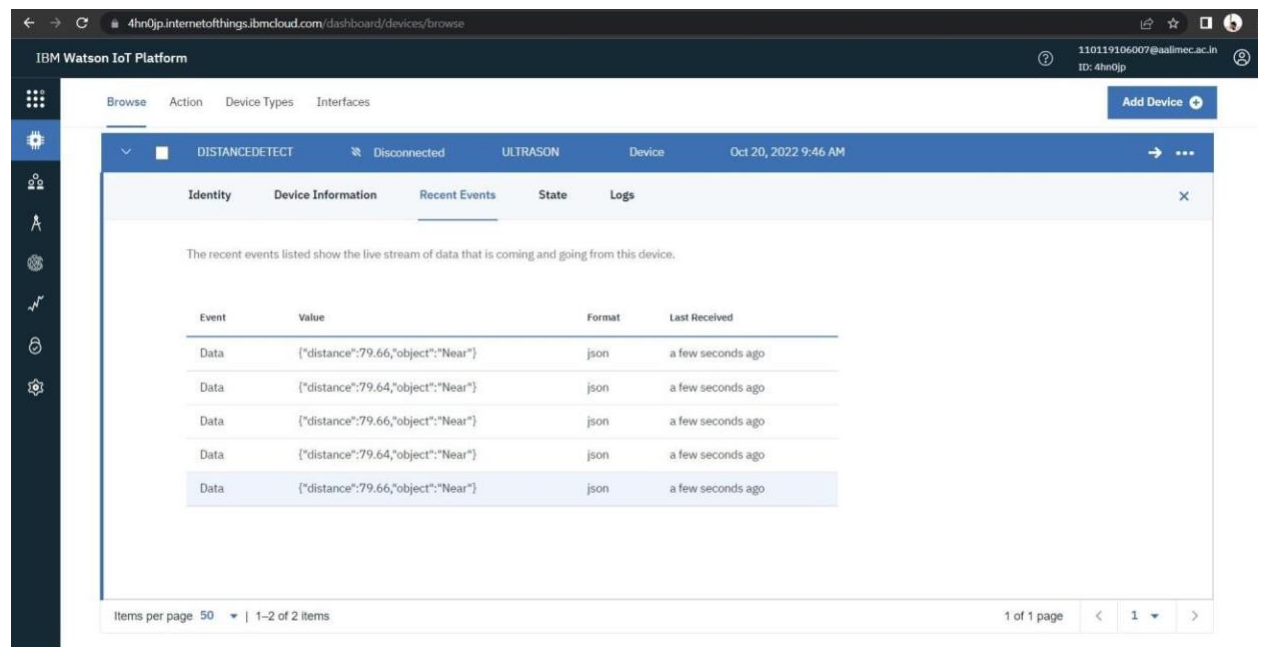 4hn0jp.internetofthings.ibmcloud.com/dashboard/devices/browse
IBM Watson IoT Platform
110119106007@aalimec.ac.in
ID: 4hn0jp
Browse Action Device Types Interfaces
Add Device
DISTANCEDETECT Disconnected ULTRASON Device Oct 20, 2022 9:46 AM
Identity Device Information Recent Events State Logs
The recent events listed show the live stream of data that is coming and going from this device.
Event Value Format Last Received
Data {"distance":79.66,"object":"Near"} json a few seconds ago
Data {"distance":79.64,"object":"Near"} json a few seconds ago
Data {"distance":79.66,"object":"Near"} json a few seconds ago
Data {"distance":79.64,"object":"Near"} json a few seconds ago
Data {"distance":79.66,"object":"Near"} json a few seconds ago
Items per page 50 | 1–2 of 2 items 1 of 1 page < 1 >